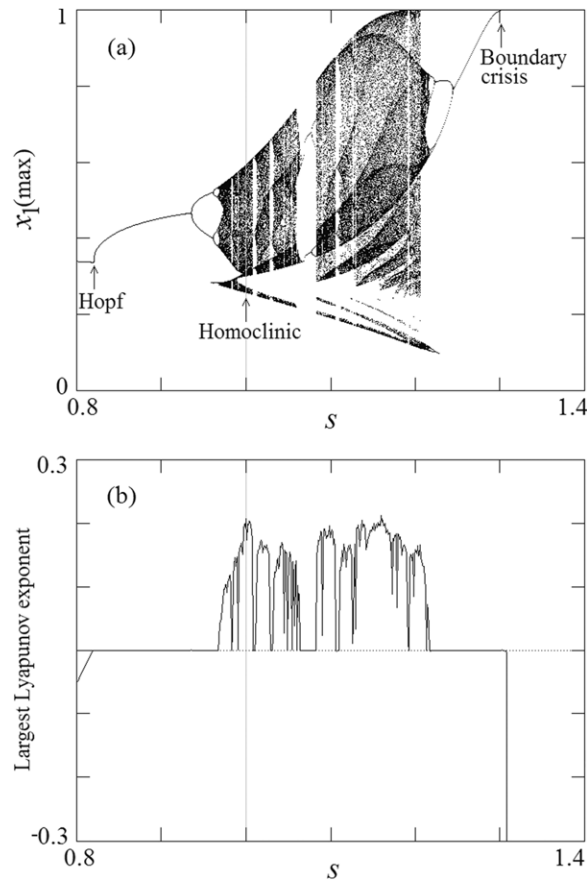 1
(a)
Boundary
crisis
x1(max)
Hopf
Homoclinic
0
0.8
1.4
s
0.3
(b)
Largest Lyapunov exponent
-0.3
0.8
1.4
s